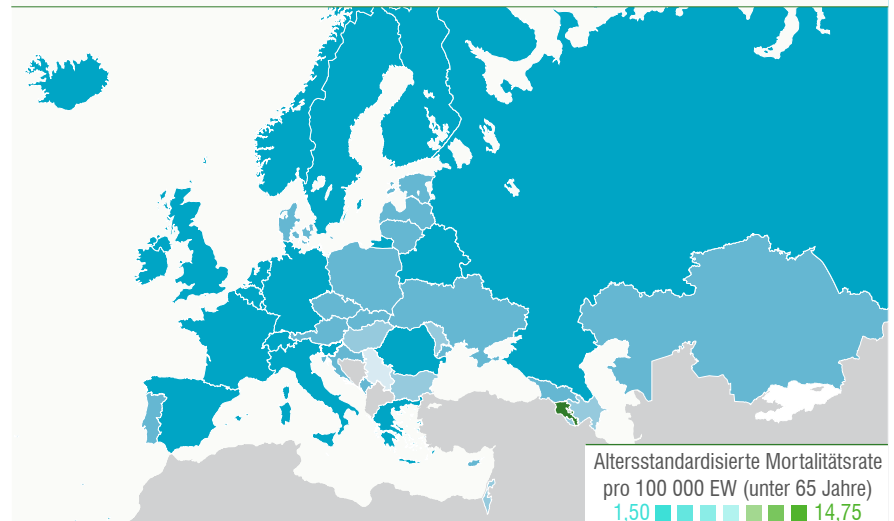 Altersstandardisierte Mortalitätsrate
pro 100 000 EW (unter 65 Jahre)
1,50 14,75